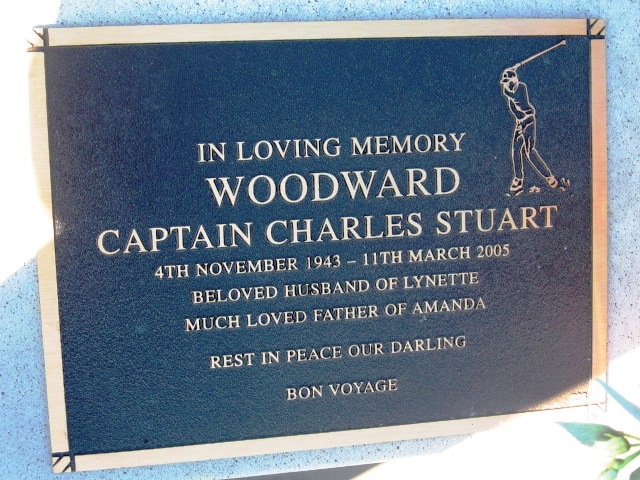 IN LOVING MEMORY
WOODWARD
CAPTAIN CHARLES STUART
4TH NOVEMBER 1943 – 11TH MARCH 2005
BELOVED HUSBAND OF LYNETTE
MUCH LOVED FATHER OF AMANDA
REST IN PEACE OUR DARLING
BON VOYAGE